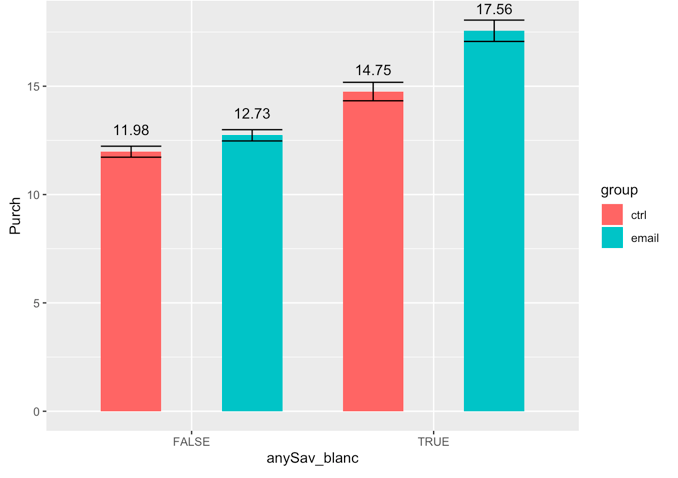 17.56
14.75
12.73
11.98
15
10
5
0
Purch
FALSE
TRUE
anySav_blanc
group
ctrl
email